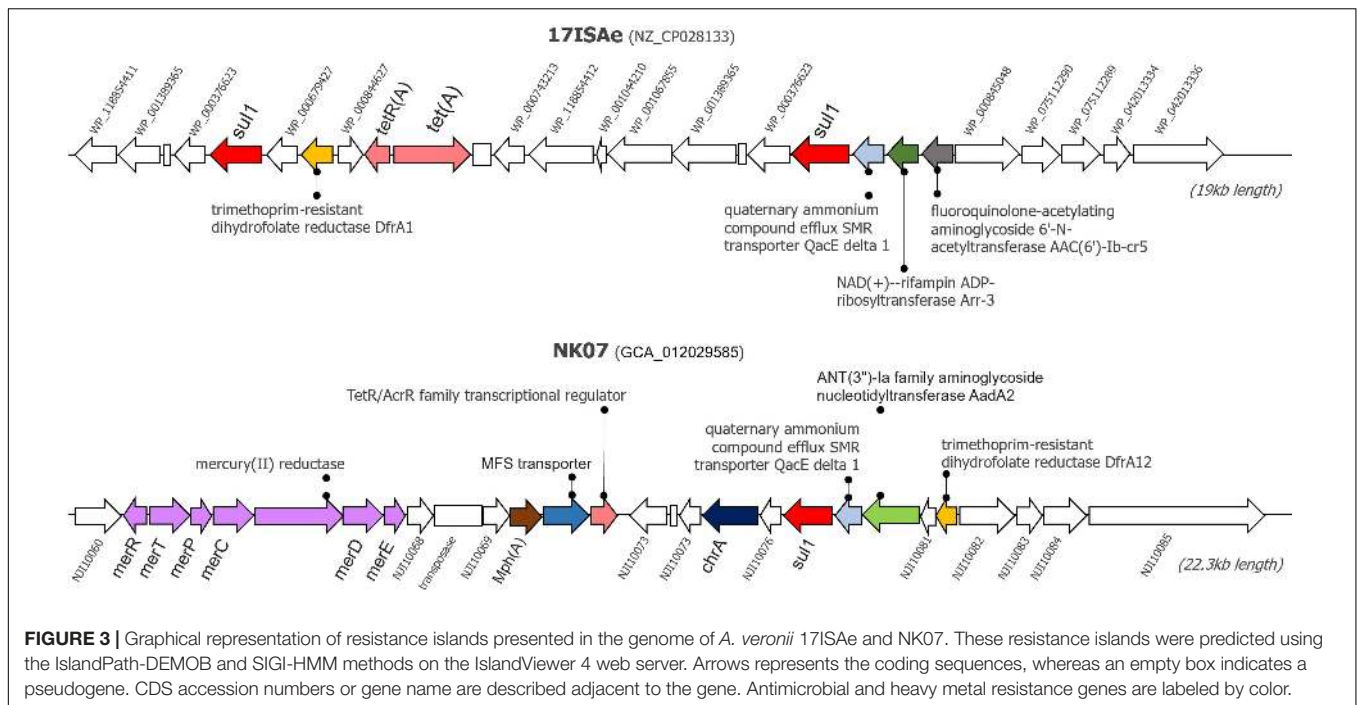 17ISAe (NZ_CP028133)
WP_118854411
WP_001389365
WP_000376623
sul1
WP_000679427
WP_000844627
tetR(A)
tet(A)
WP_000743213
WP_118854412
WP_001044210
WP_001067855
WP_001389365
WP_000376623
sul1
WP_000845048
WP_075112290
WP_075112289
WP_042013334
WP_042013336
(19kb length)
trimethoprim-resistant
dihydrofolate reductase DfrA1
quaternary ammonium
compound efflux SMR
transporter QacE delta 1
fluoroquinolone-acetylating
aminoglycoside 6'-N-
acetyltransferase AAC(6')-Ib-cr5
NAD(+)--rifampin ADP-
ribosyltransferase Arr-3
NK07 (GCA_012029585)
TetR/AcrR family transcriptional regulator
ANT(3")-Ia family aminoglycoside
nucleotidyltransferase AadA2
quaternary ammonium
compound efflux SMR
transporter QacE delta 1
trimethoprim-resistant
dihydrofolate reductase DfrA12
mercury(II) reductase
MFS transporter
NJI10060
merR
merT
merP
merC
merD
merE
NJI10068
transposase
NJI10069
Mph(A)
NJI10073
NJI10073
chrA
NJI10076
sul1
NJI10081
NJI10082
NJI10083
NJI10084
NJI10085
(22.3kb length)
FIGURE 3 | Graphical representation of resistance islands presented in the genome of A. veronii 17ISAe and NK07. These resistance islands were predicted using
the IslandPath-DEMOB and SIGI-HMM methods on the IslandViewer 4 web server. Arrows represents the coding sequences, whereas an empty box indicates a
pseudogene. CDS accession numbers or gene name are described adjacent to the gene. Antimicrobial and heavy metal resistance genes are labeled by color.